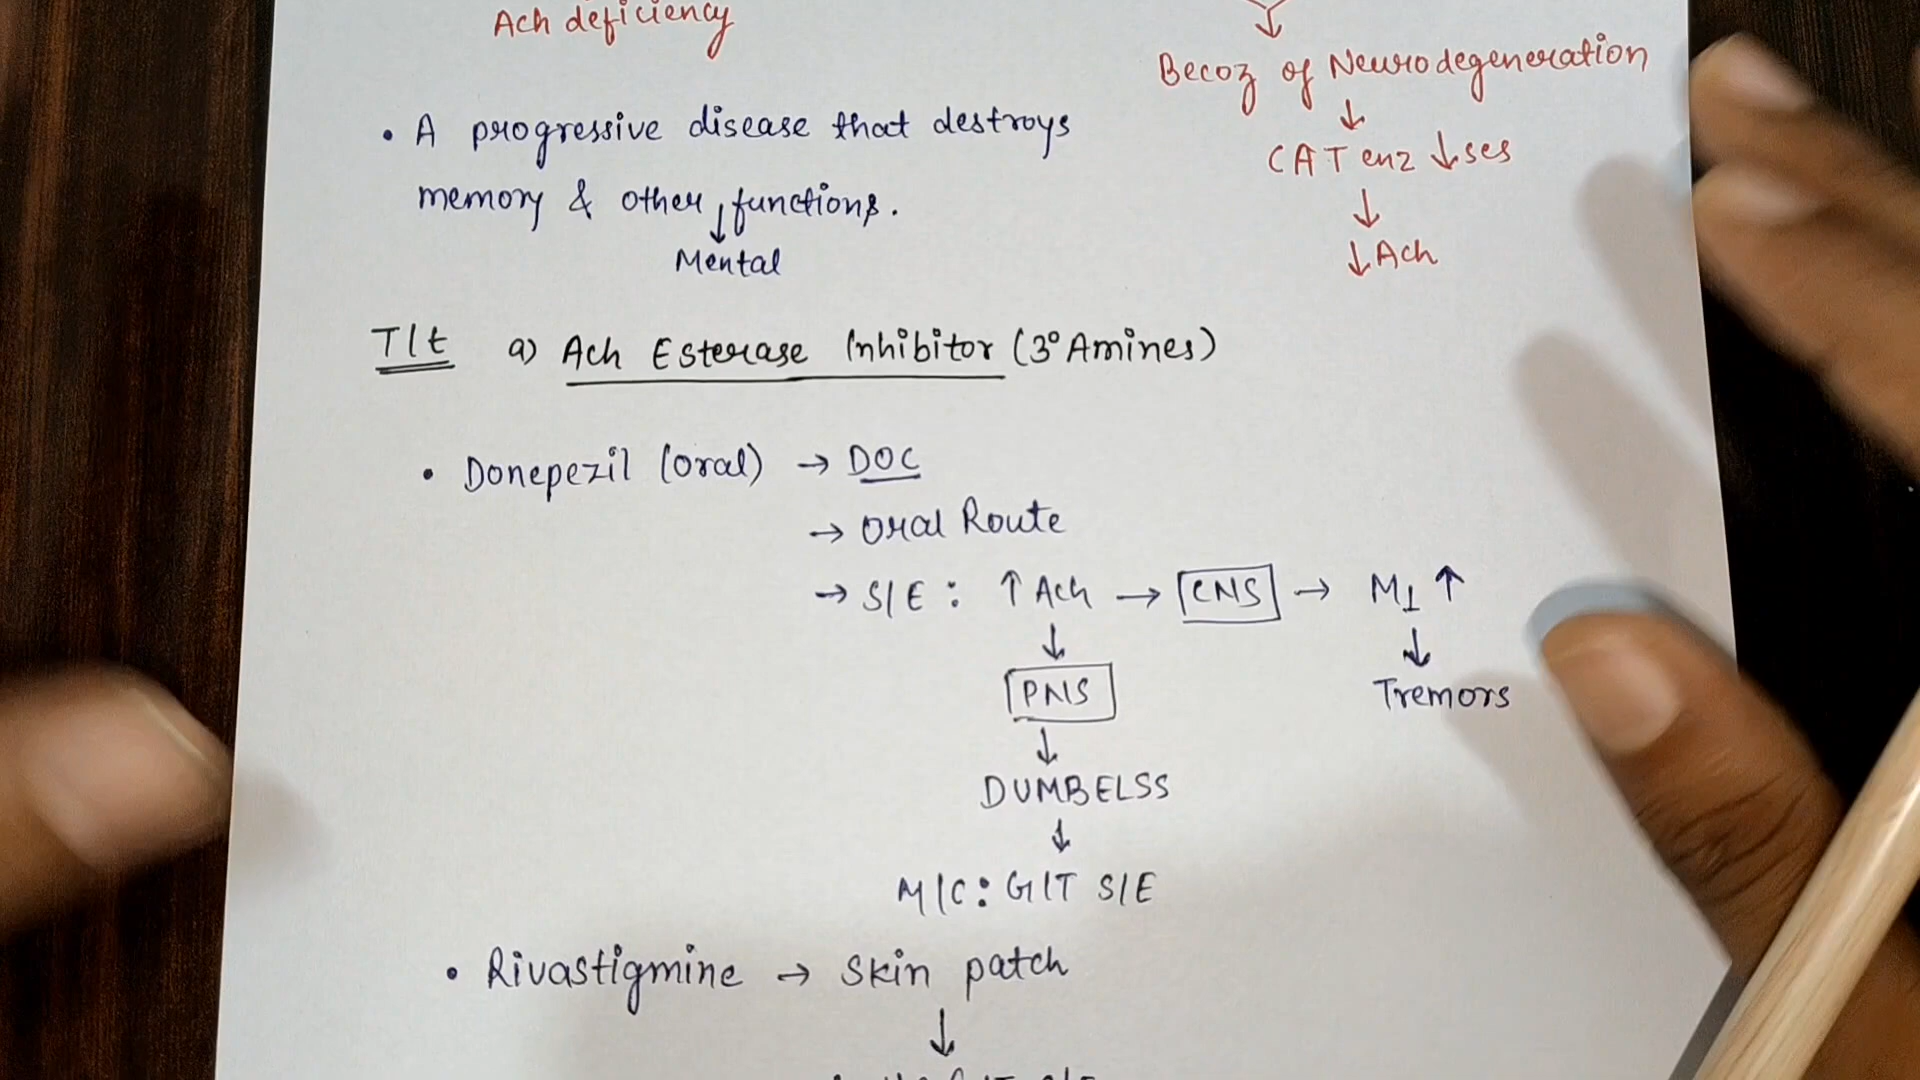 Ach deficiency
↓
Becoz of Neurodegeneration
↓
CAT enz ↓ses
↓
↓Ach
• A progressive disease that destroys
memory & other functions.
↓
Mental
T/t a) Ach Esterase Inhibitor (3° Amines)
• Donepezil (oral) → DOC
→ Oral Route
→ S/E : ↑ Ach → CNS → M1 ↑
↓ ↓
PNS Tremors
↓
DUMBELSS
↓
M/C : GIT S/E
• Rivastigmine → Skin patch
↓